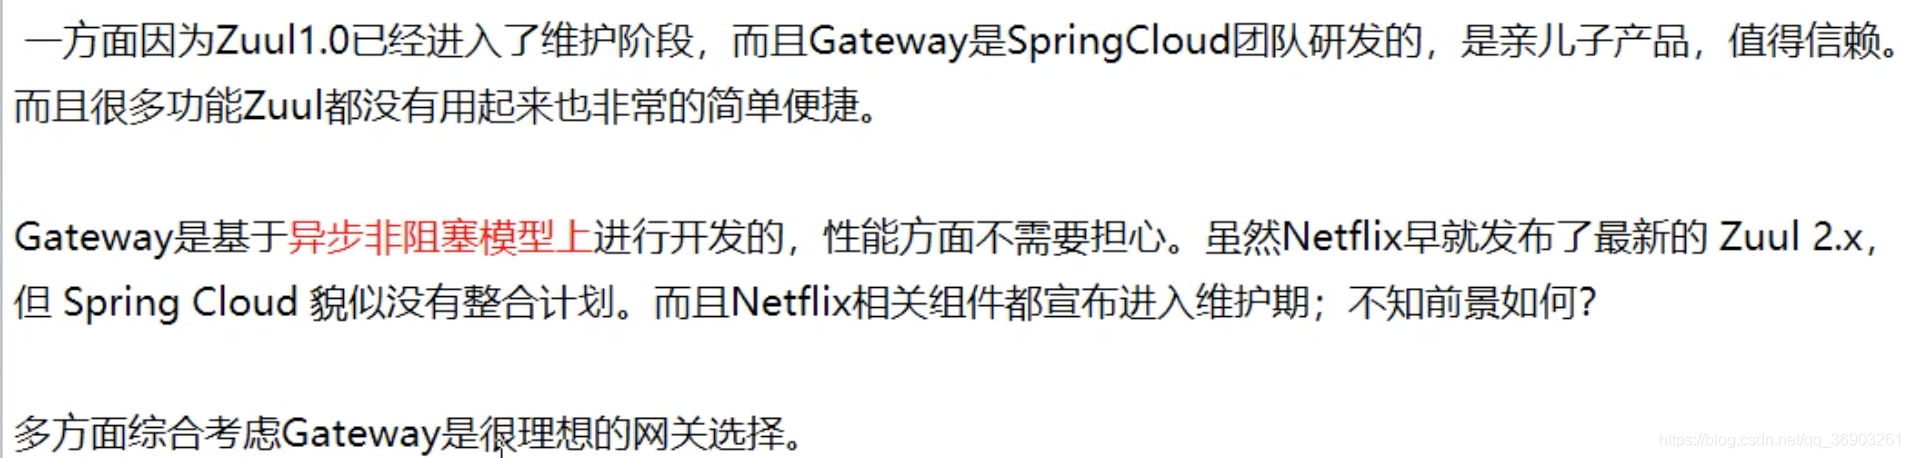 一方面因为Zuul1.0已经进入了维护阶段，而且Gateway是SpringCloud团队研发的，是亲儿子产品，值得信赖。
而且很多功能Zuul都没有用起来也非常的简单便捷。
Gateway是基于异步非阻塞模型上进行开发的，性能方面不需要担心。虽然Netflix早就发布了最新的 Zuul 2.x，
但 Spring Cloud 貌似没有整合计划。而且Netflix相关组件都宣布进入维护期；不知前景如何？
多方面综合考虑Gateway是很理想的网关选择。
https://blog.csdn.net/qq_36903261